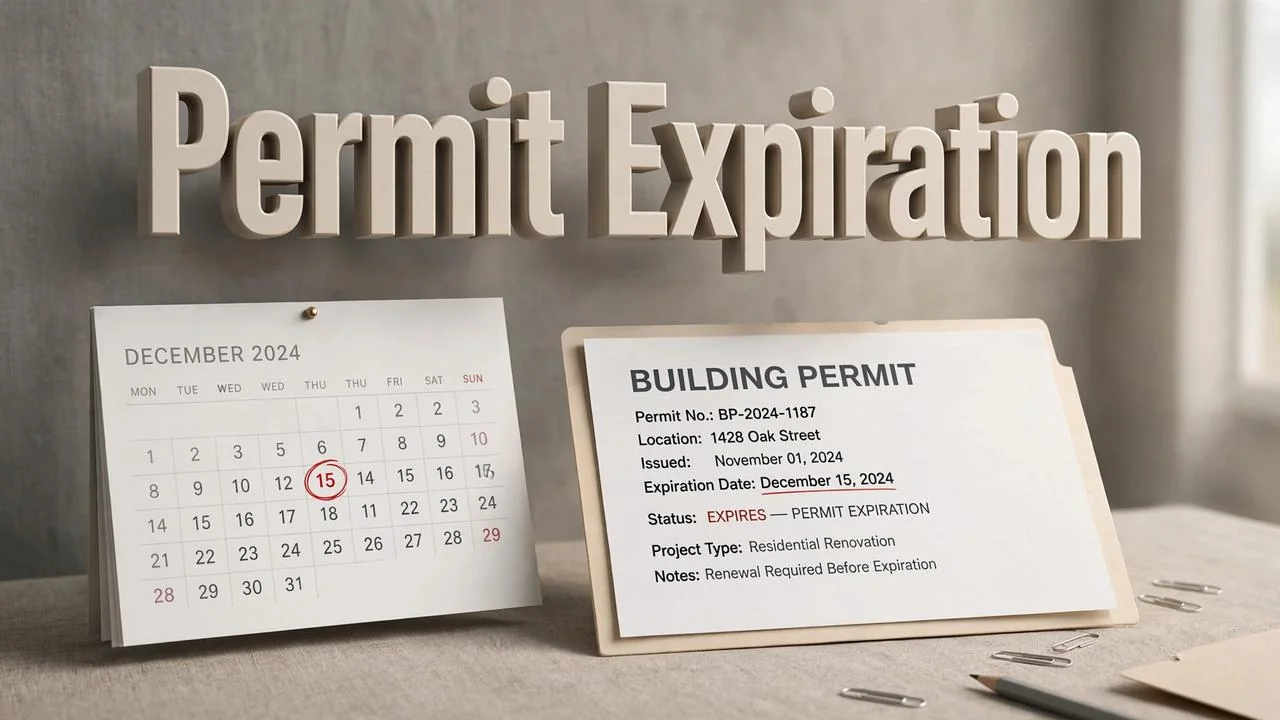 Permit Expiration
DECEMBER 2024
MON TUE WED WED THU THU FRI SAT SUN
1 2 2 3
1 2 3 5 6 7 8 9 10
8 9 10 12 15 14 15 16
14 15 16 17 18 11 22 23 24
21 22 23 24 25 26 27 28 29
28 29 30 31
BUILDING PERMIT
Permit No.: BP-2024-1187
Location: 1428 Oak Street
Issued: November 01, 2024
Expiration Date: December 15, 2024
Status: EXPIRES — PERMIT EXPIRATION
Project Type: Residential Renovation
Notes: Renewal Required Before Expiration